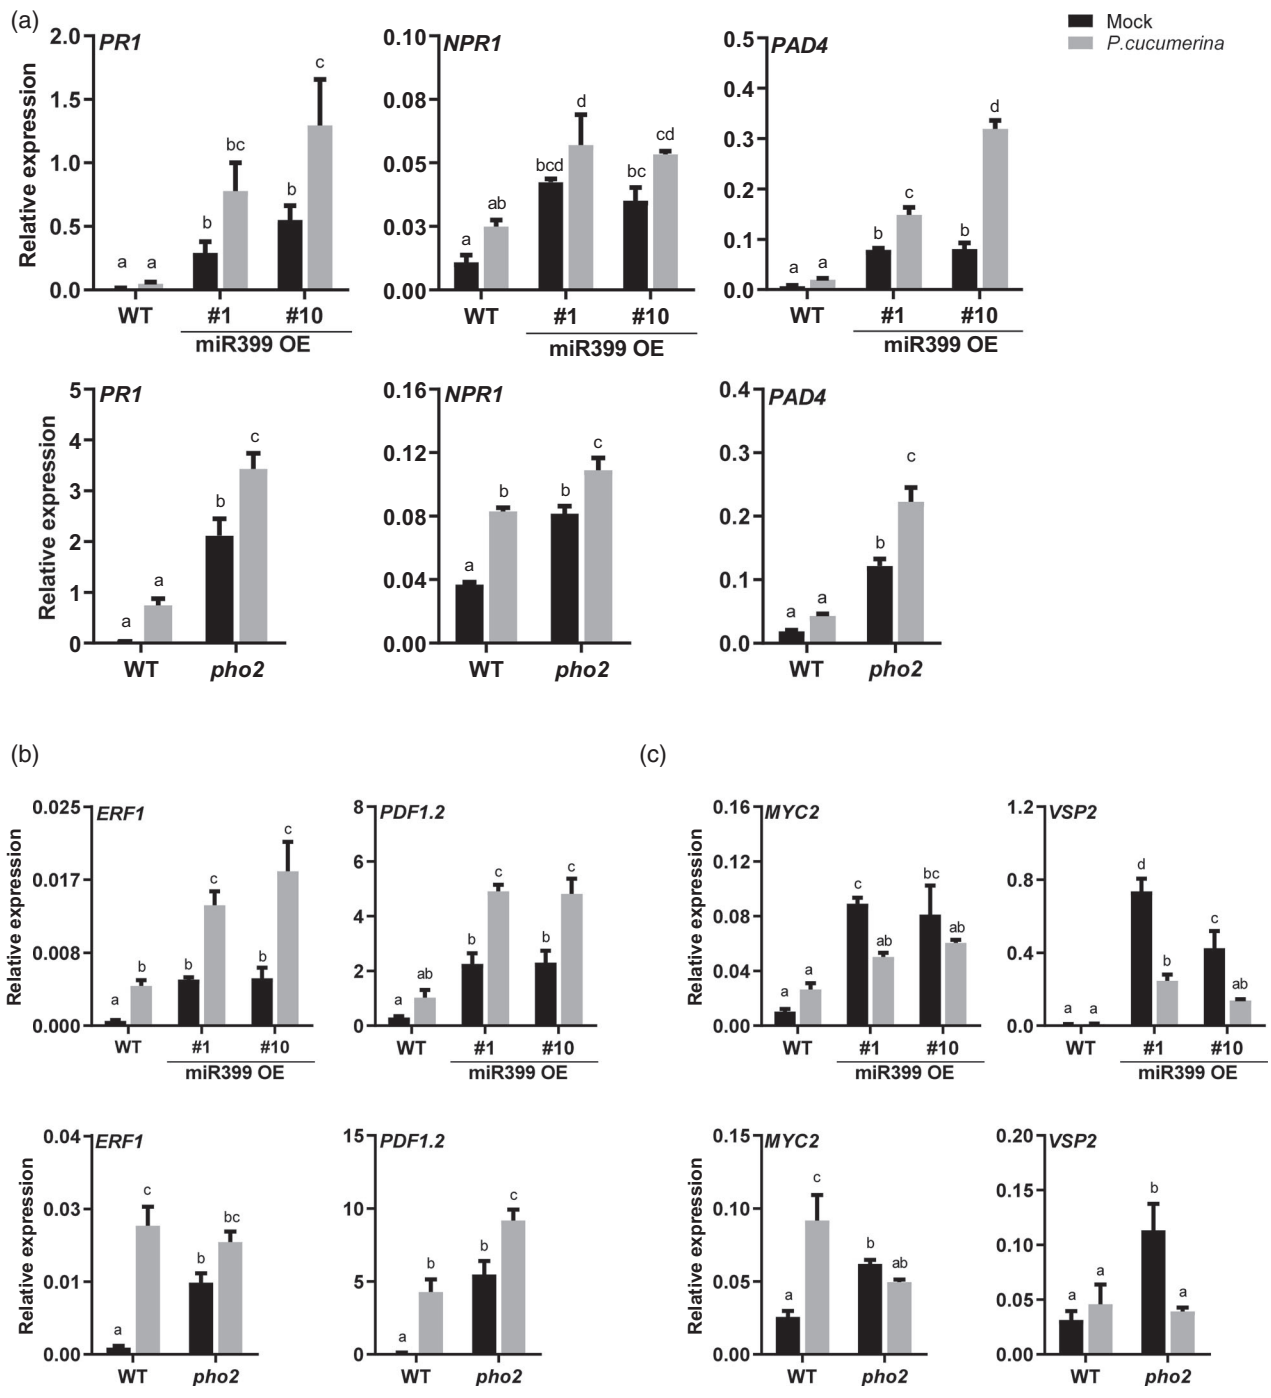 (a)
Mock
P.cucumerina
PR1
Relative expression
2.0
1.5
1.0
0.5
0.0
a
a
b
bc
b
c
WT
#1
#10
miR399 OE
NPR1
0.10
0.08
0.05
0.03
0.00
a
ab
bcd
d
bc
cd
WT
#1
#10
miR399 OE
PAD4
0.5
0.4
0.3
0.2
0.1
0.0
a
a
b
c
b
d
WT
#1
#10
miR399 OE
PR1
Relative expression
5
4
3
2
1
0
a
a
b
c
WT
pho2
NPR1
0.16
0.12
0.08
0.04
0.00
a
b
b
c
WT
pho2
PAD4
0.4
0.3
0.2
0.1
0.0
a
a
b
c
WT
pho2
(b)
ERF1
Relative expression
0.025
0.017
0.008
0.000
a
b
b
c
b
c
WT
#1
#10
miR399 OE
PDF1.2
8
6
4
2
0
a
ab
b
c
b
c
WT
#1
#10
miR399 OE
(c)
MYC2
Relative expression
0.16
0.12
0.08
0.04
0.00
a
a
c
ab
bc
ab
WT
#1
#10
miR399 OE
VSP2
1.2
0.8
0.4
0.0
a
a
d
b
c
ab
WT
#1
#10
miR399 OE
ERF1
Relative expression
0.04
0.03
0.01
0.00
a
c
b
bc
WT
pho2
PDF1.2
15
10
5
0
a
b
b
c
WT
pho2
MYC2
Relative expression
0.15
0.10
0.05
0.00
a
c
b
ab
WT
pho2
VSP2
0.20
0.15
0.10
0.05
0.00
a
a
b
a
WT
pho2